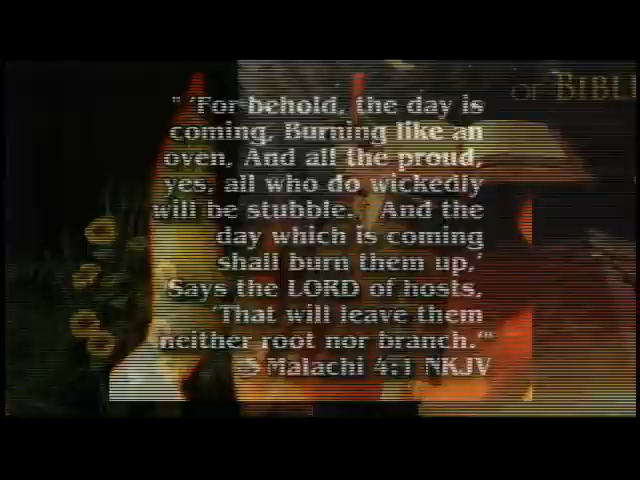 OF BIBL
" 'For behold, the day is
coming, Burning like an
oven, And all the proud,
yes, all who do wickedly
will be stubble. And the
day which is coming
shall burn them up,'
Says the LORD of hosts,
'That will leave them
neither root nor branch.'"
Malachi 4:1 NKJV